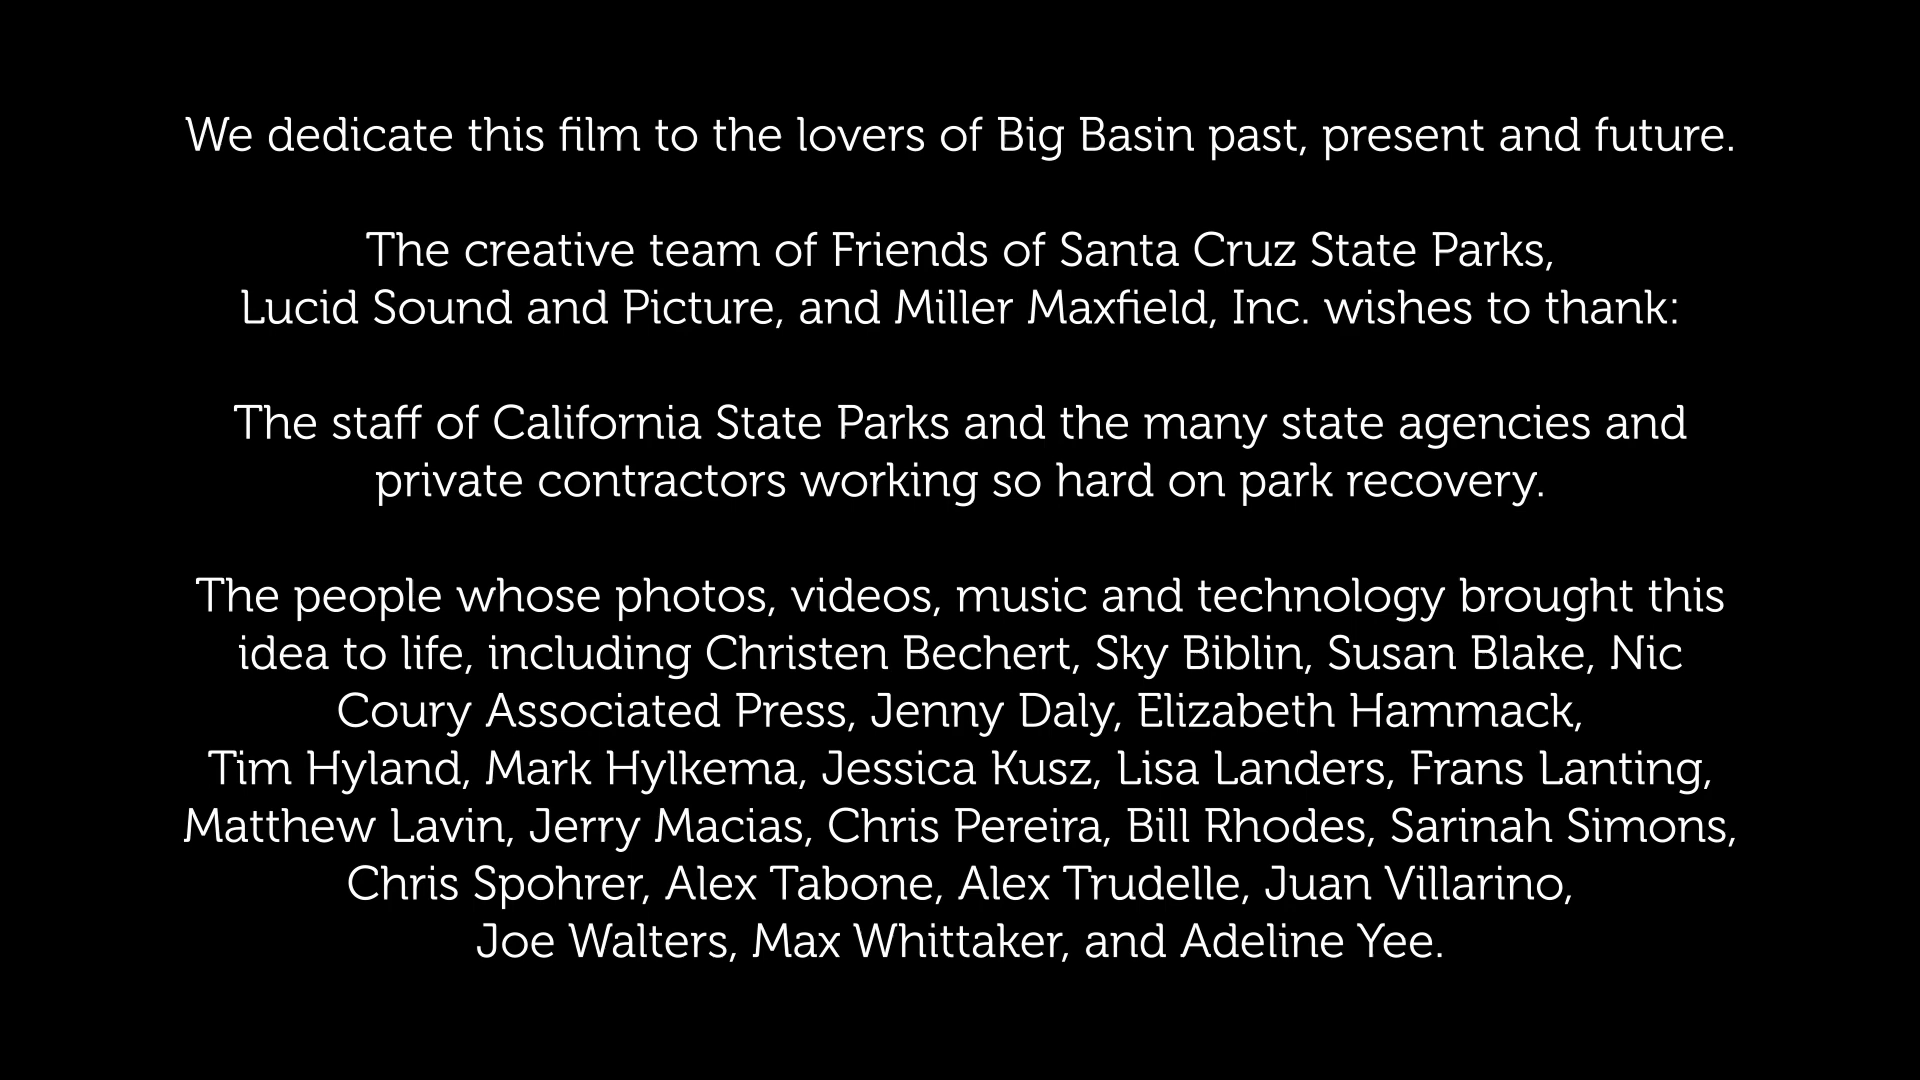 We dedicate this film to the lovers of Big Basin past, present and future.
The creative team of Friends of Santa Cruz State Parks,
Lucid Sound and Picture, and Miller Maxfield, Inc. wishes to thank:
The staff of California State Parks and the many state agencies and
private contractors working so hard on park recovery.
The people whose photos, videos, music and technology brought this
idea to life, including Christen Bechert, Sky Biblin, Susan Blake, Nic
Coury Associated Press, Jenny Daly, Elizabeth Hammack,
Tim Hyland, Mark Hylkema, Jessica Kusz, Lisa Landers, Frans Lanting,
Matthew Lavin, Jerry Macias, Chris Pereira, Bill Rhodes, Sarinah Simons,
Chris Spohrer, Alex Tabone, Alex Trudelle, Juan Villarino,
Joe Walters, Max Whittaker, and Adeline Yee.